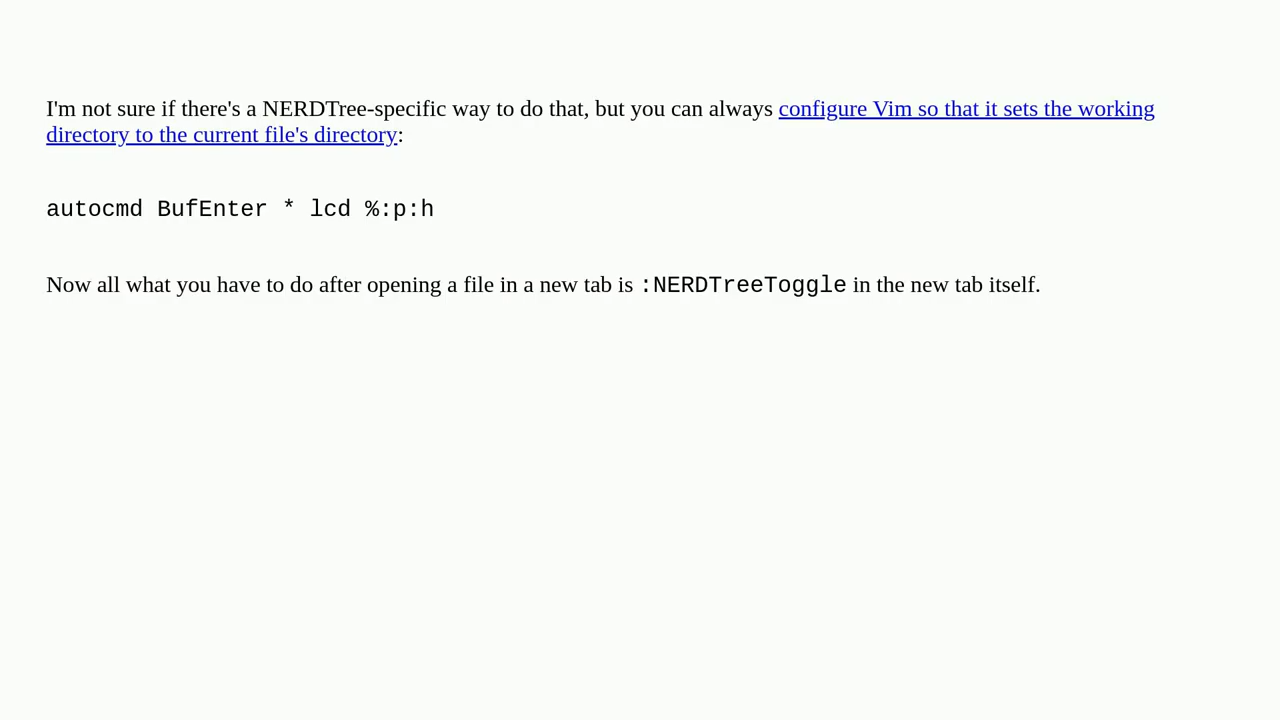 I'm not sure if there's a NERDTree-specific way to do that, but you can always configure Vim so that it sets the working
directory to the current file's directory:
autocmd BufEnter * lcd %:p:h
Now all what you have to do after opening a file in a new tab is :NERDTreeToggle in the new tab itself.